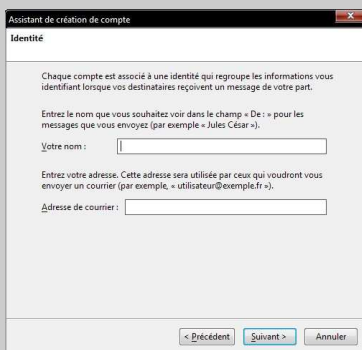 Assistant de création de compte
Identité
Chaque compte est associé à une identité qui regroupe les informations vous
identifiant lorsque vos destinataires reçoivent un message de votre part.
Entrez le nom que vous souhaitez voir dans le champ « De : » pour les
messages que vous envoyez (par exemple « Jules César »).
Votre nom :
Entrez votre adresse. Cette adresse sera utilisée par ceux qui voudront vous
envoyer un courrier (par exemple, « utilisateur@exemple.fr »).
Adresse de courrier :
< Précédent Suivant > Annuler